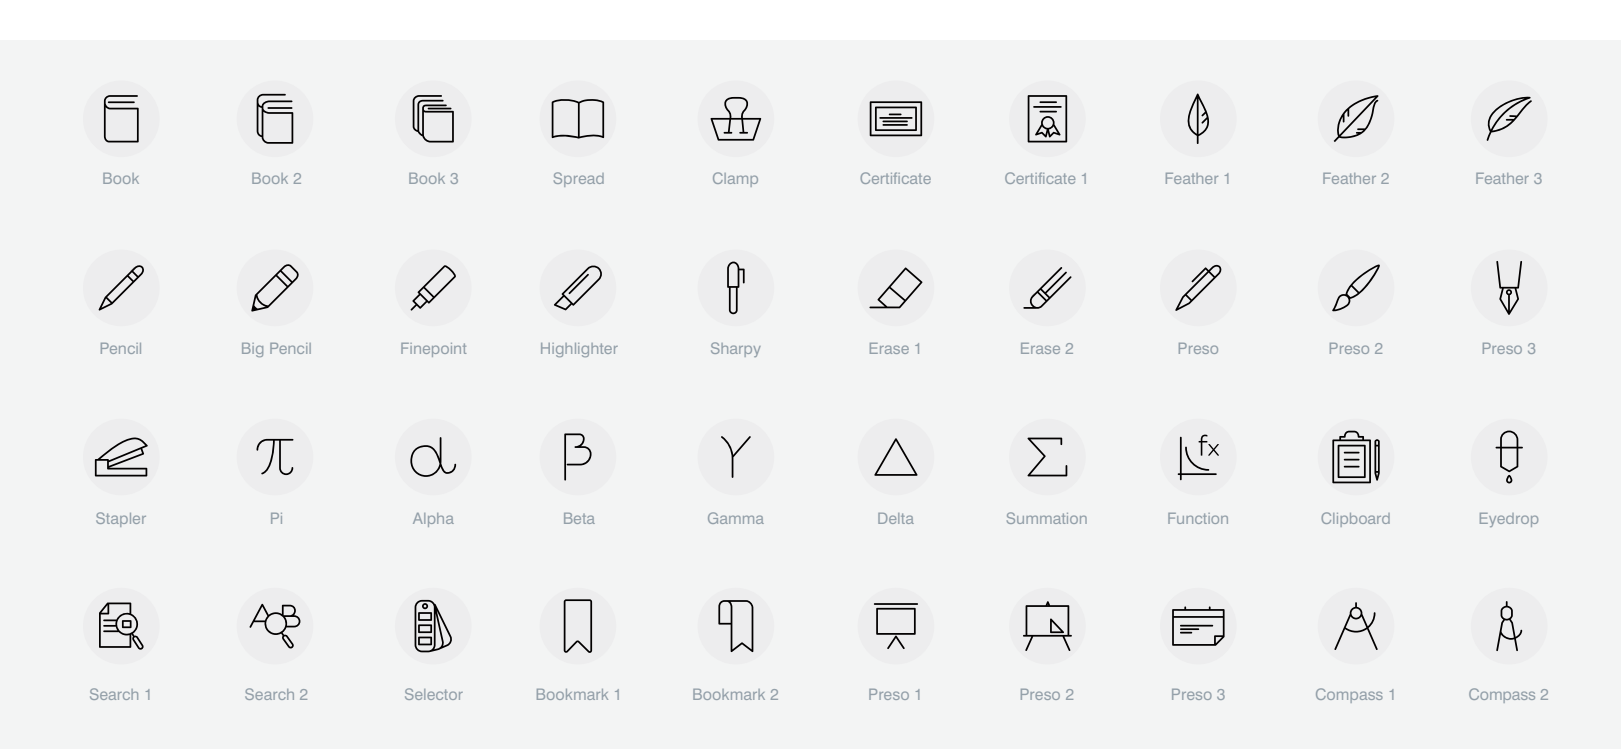 Book Book 2 Book 3 Spread Clamp Certificate Certificate 1 Feather 1 Feather 2 Feather 3
Pencil Big Pencil Finepoint Highlighter Sharpy Erase 1 Erase 2 Preso Preso 2 Preso 3
fx
Stapler Pi Alpha Beta Gamma Delta Summation Function Clipboard Eyedrop
AB
Search 1 Search 2 Selector Bookmark 1 Bookmark 2 Preso 1 Preso 2 Preso 3 Compass 1 Compass 2